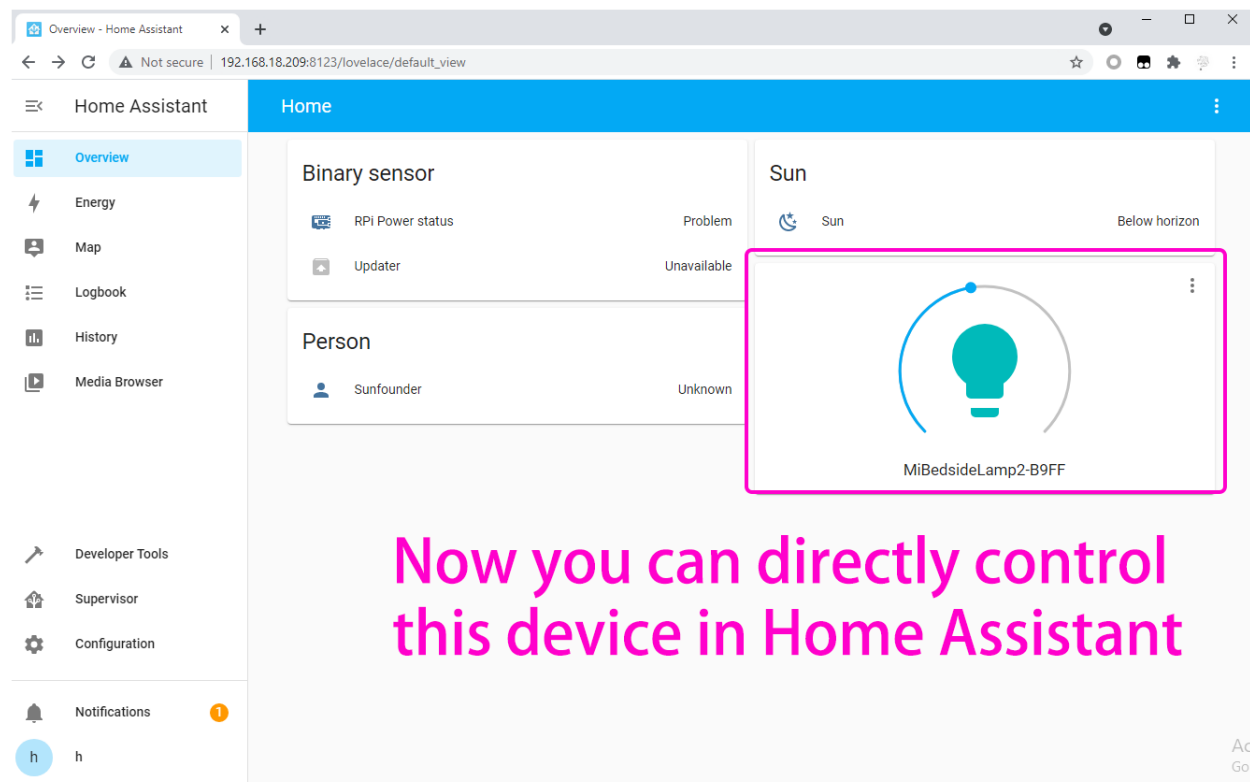 Overview - Home Assistant
Not secure | 192.168.18.209:8123/lovelace/default_view
Home Assistant
Home
Overview
Energy
Map
Logbook
History
Media Browser
Developer Tools
Supervisor
Configuration
Notifications 1
h h
Binary sensor
RPi Power status Problem
Updater Unavailable
Person
Sunfounder Unknown
Sun
Sun Below horizon
MiBedsideLamp2-B9FF
Now you can directly control
this device in Home Assistant